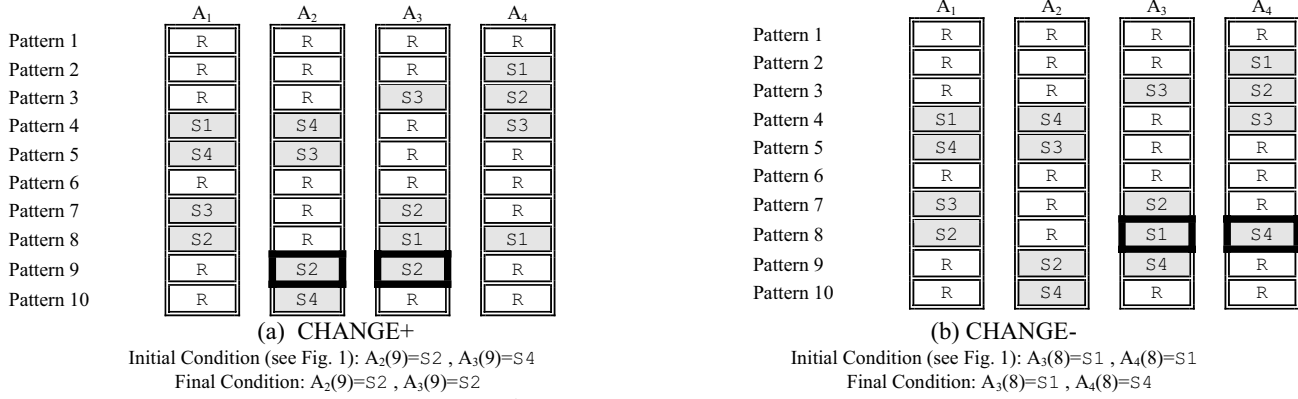 A₁ A₂ A₃ A₄
Pattern 1 R R R R
Pattern 2 R R R S1
Pattern 3 R R S3 S2
Pattern 4 S1 S4 R S3
Pattern 5 S4 S3 R R
Pattern 6 R R R R
Pattern 7 S3 R S2 R
Pattern 8 S2 R S1 S1
Pattern 9 R S2 S2 R
Pattern 10 R S4 R R
(a) CHANGE+
Initial Condition (see Fig. 1): A₂(9)=S2 , A₃(9)=S4
Final Condition: A₂(9)=S2 , A₃(9)=S2
A₁ A₂ A₃ A₄
Pattern 1 R R R R
Pattern 2 R R R S1
Pattern 3 R R S3 S2
Pattern 4 S1 S4 R S3
Pattern 5 S4 S3 R R
Pattern 6 R R R R
Pattern 7 S3 R S2 R
Pattern 8 S2 R S1 S4
Pattern 9 R S2 S4 R
Pattern 10 R S4 R R
(b) CHANGE-
Initial Condition (see Fig. 1): A₃(8)=S1 , A₄(8)=S1
Final Condition: A₃(8)=S1 , A₄(8)=S4